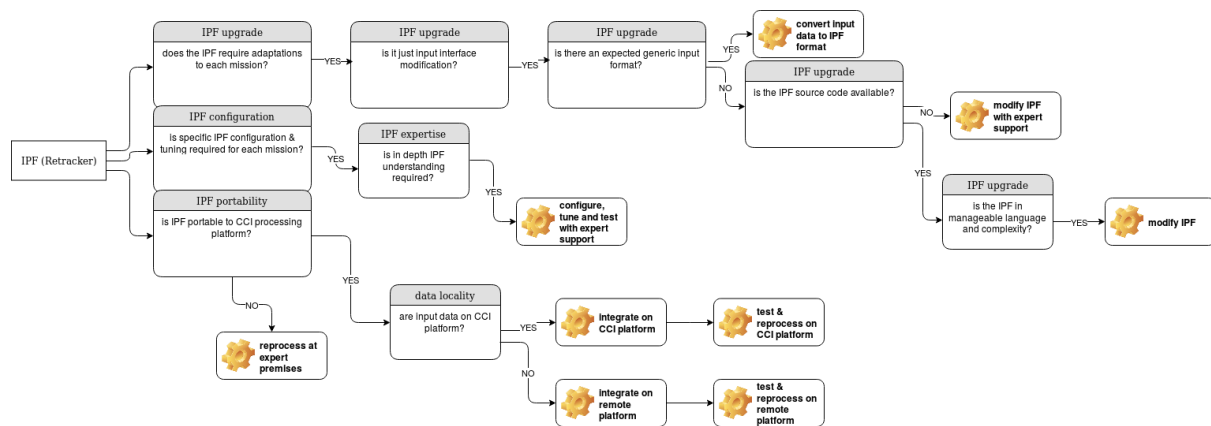 IPF (Retracker)
IPF upgrade
does the IPF require adaptations
to each mission?
YES
IPF upgrade
is it just input interface
modification?
YES
IPF upgrade
is there an expected generic input
format?
YES
convert input
data to IPF
format
NO
IPF upgrade
is the IPF source code available?
NO
modify IPF
with expert
support
YES
IPF upgrade
is the IPF in
manageable language
and complexity?
YES
modify IPF
IPF configuration
is specific IPF configuration &
tuning required for each mission?
YES
IPF expertise
is in depth IPF
understanding
required?
YES
configure,
tune and test
with expert
support
IPF portability
is IPF portable to CCI processing
platform?
NO
reprocess at
expert
premises
YES
data locality
are input data on CCI
platform?
YES
integrate on
CCI platform
test &
reprocess on
CCI platform
NO
integrate on
remote
platform
test &
reprocess on
remote
platform